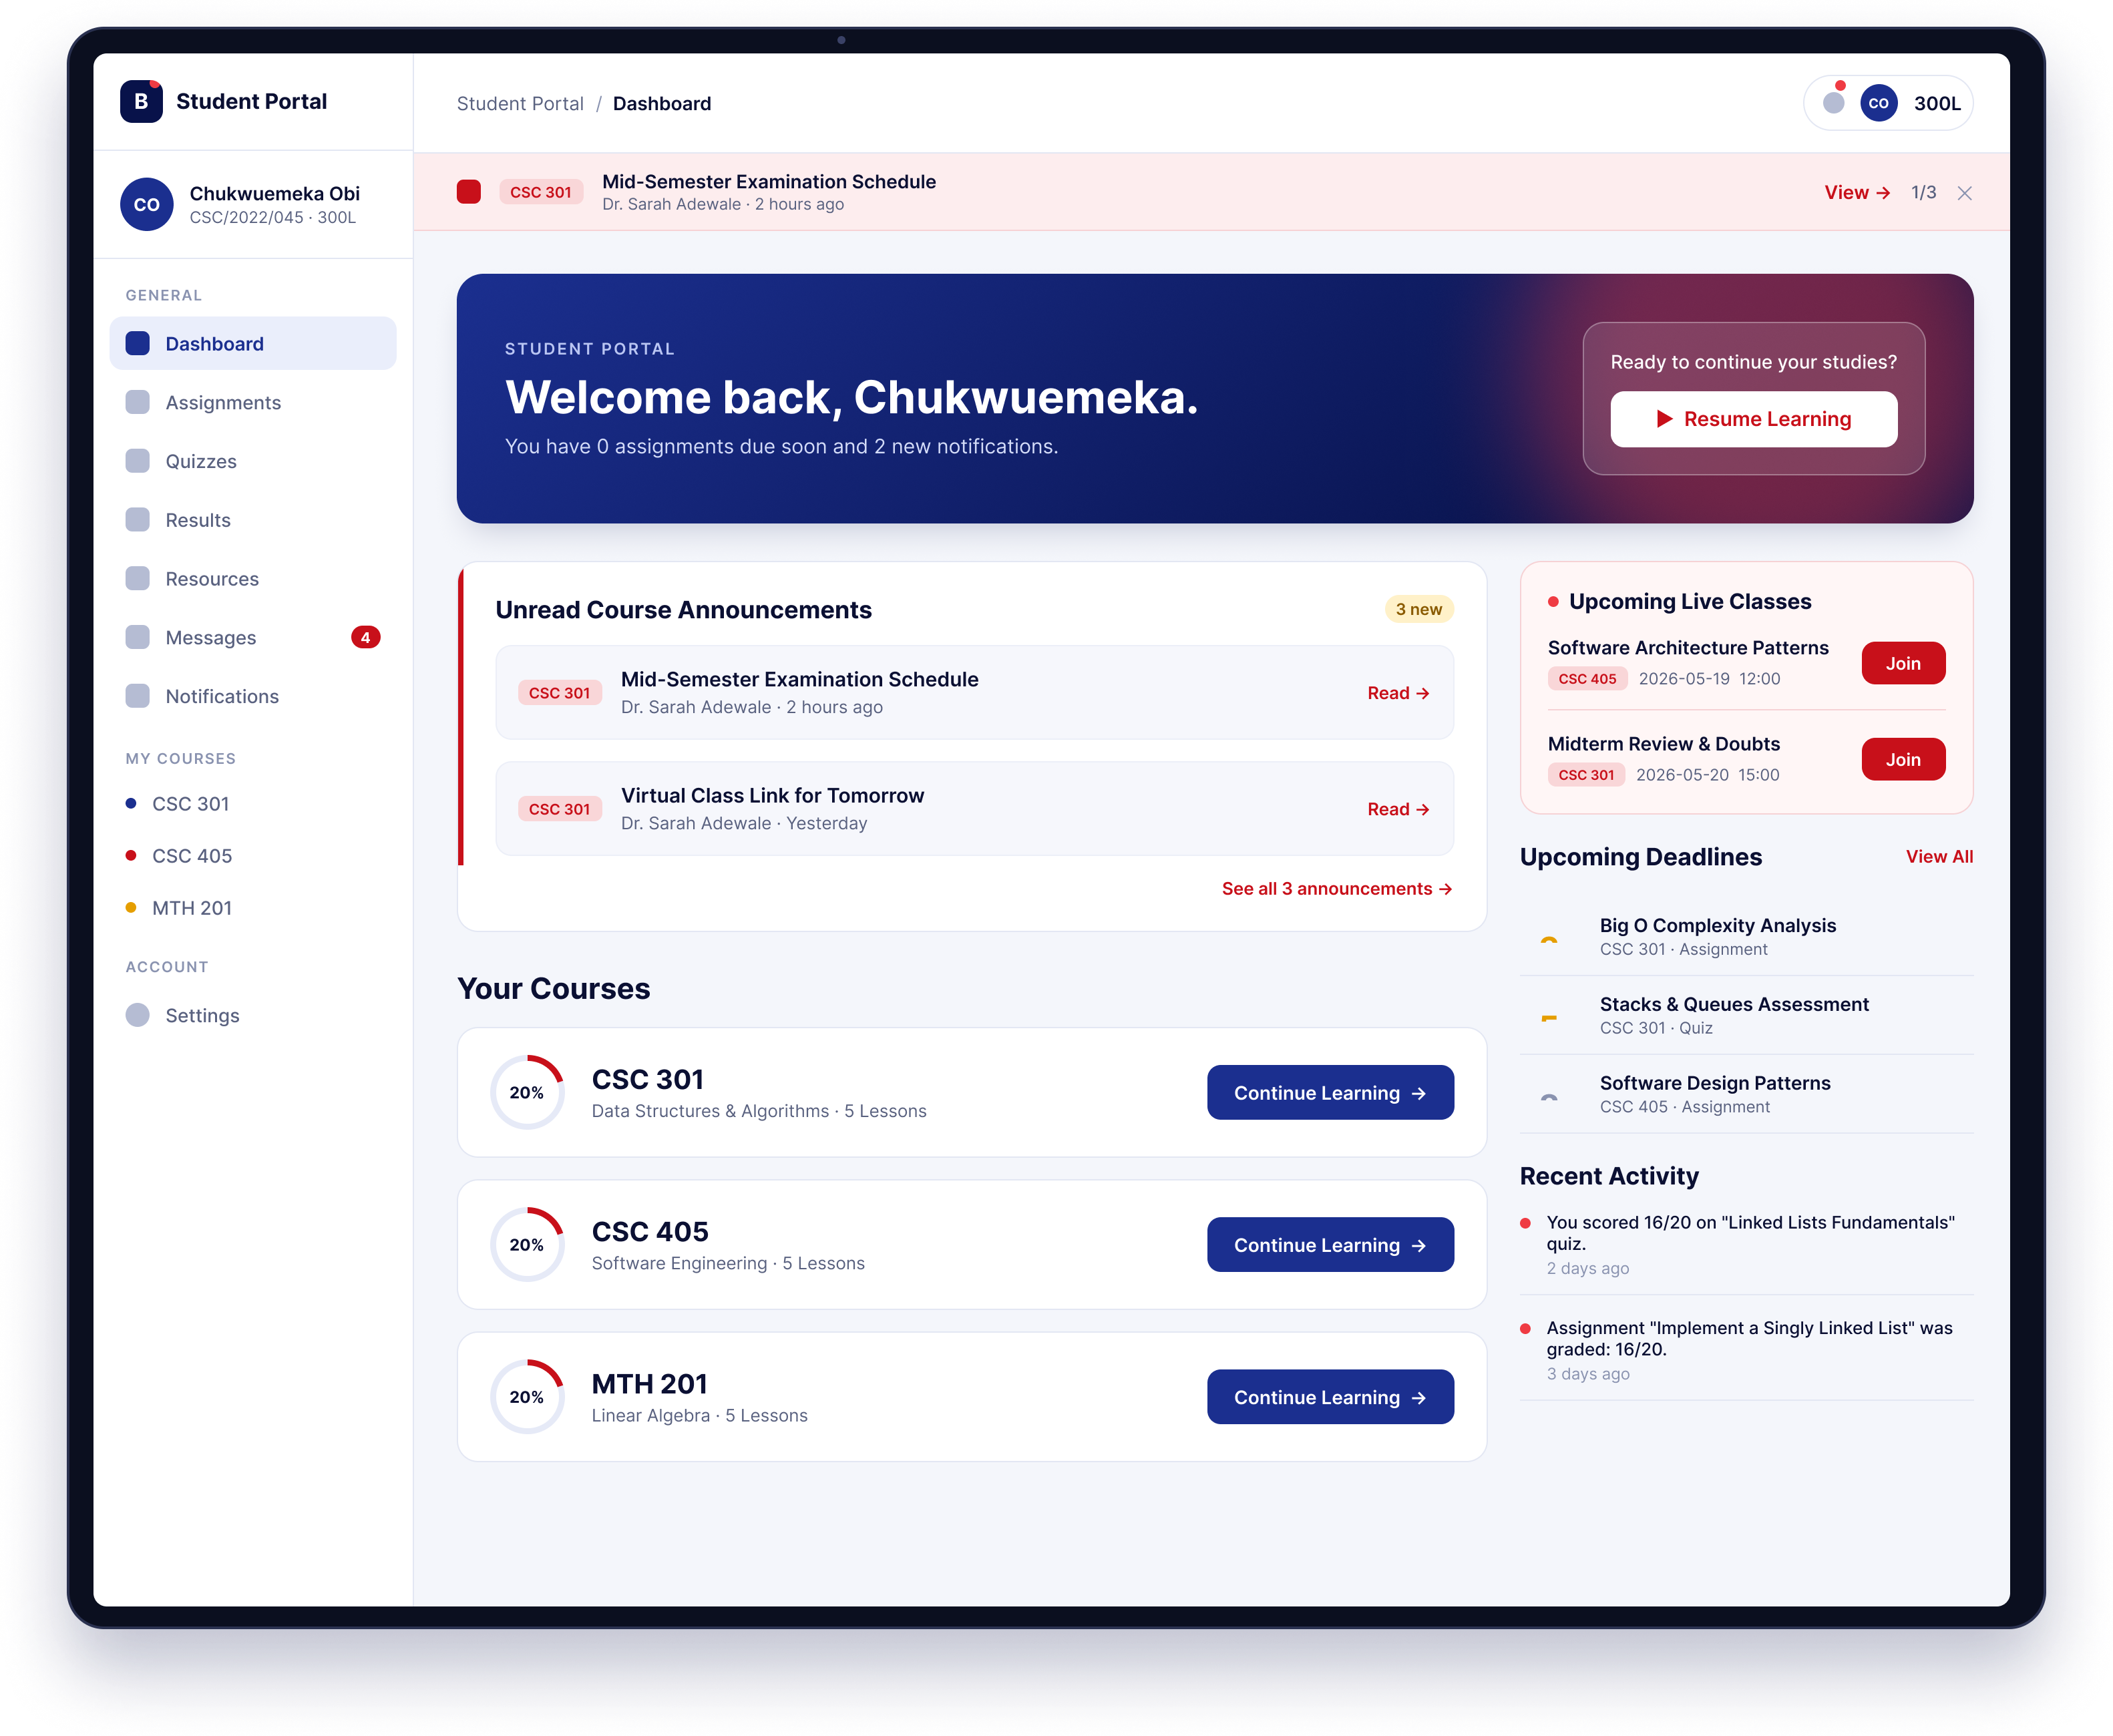 B Student Portal
CO Chukwuemeka Obi
CSC/2022/045 · 300L
GENERAL
Dashboard
Assignments
Quizzes
Results
Resources
Messages 4
Notifications
MY COURSES
CSC 301
CSC 405
MTH 201
ACCOUNT
Settings
Student Portal / Dashboard
CO 300L
CSC 301 Mid-Semester Examination Schedule
Dr. Sarah Adewale · 2 hours ago
View → 1/3 ×
STUDENT PORTAL
Welcome back, Chukwuemeka.
You have 0 assignments due soon and 2 new notifications.
Ready to continue your studies?
Resume Learning
Unread Course Announcements 3 new
CSC 301 Mid-Semester Examination Schedule
Dr. Sarah Adewale · 2 hours ago
Read →
CSC 301 Virtual Class Link for Tomorrow
Dr. Sarah Adewale · Yesterday
Read →
See all 3 announcements →
Your Courses
20% CSC 301
Data Structures & Algorithms · 5 Lessons
Continue Learning →
20% CSC 405
Software Engineering · 5 Lessons
Continue Learning →
20% MTH 201
Linear Algebra · 5 Lessons
Continue Learning →
Upcoming Live Classes
Software Architecture Patterns
CSC 405 2026-05-19 12:00
Join
Midterm Review & Doubts
CSC 301 2026-05-20 15:00
Join
Upcoming Deadlines View All
Big O Complexity Analysis
CSC 301 · Assignment
Stacks & Queues Assessment
CSC 301 · Quiz
Software Design Patterns
CSC 405 · Assignment
Recent Activity
You scored 16/20 on "Linked Lists Fundamentals"
quiz.
2 days ago
Assignment "Implement a Singly Linked List" was
graded: 16/20.
3 days ago